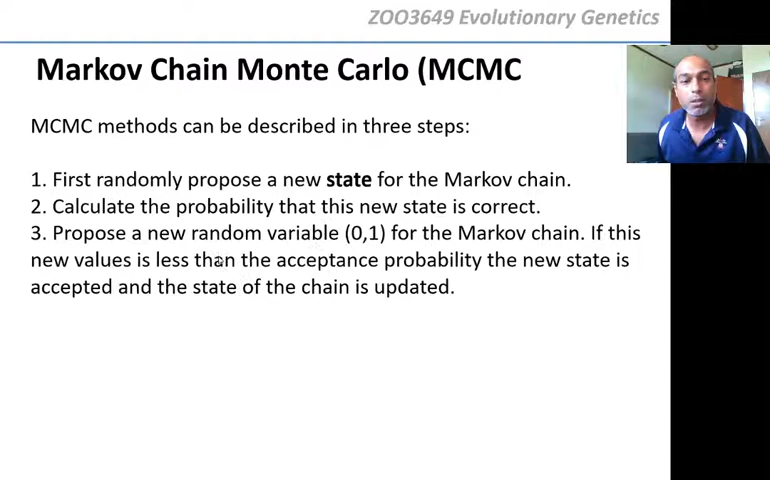 ZOO3649 Evolutionary Genetics
Markov Chain Monte Carlo (MCMC
MCMC methods can be described in three steps:
1. First randomly propose a new state for the Markov chain.
2. Calculate the probability that this new state is correct.
3. Propose a new random variable (0,1) for the Markov chain. If this
new values is less than the acceptance probability the new state is
accepted and the state of the chain is updated.